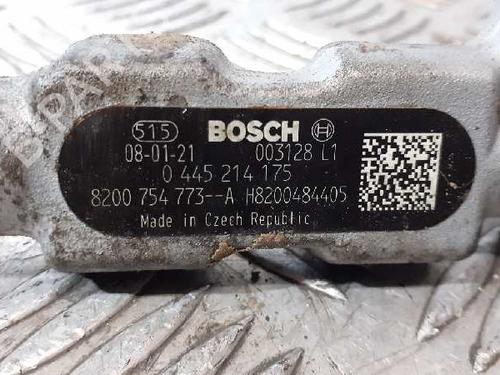 515 BOSCH
08-01-21 003128 L1
0 445 214 175
8200 754 773--A H8200484405
Made in Czech Republic